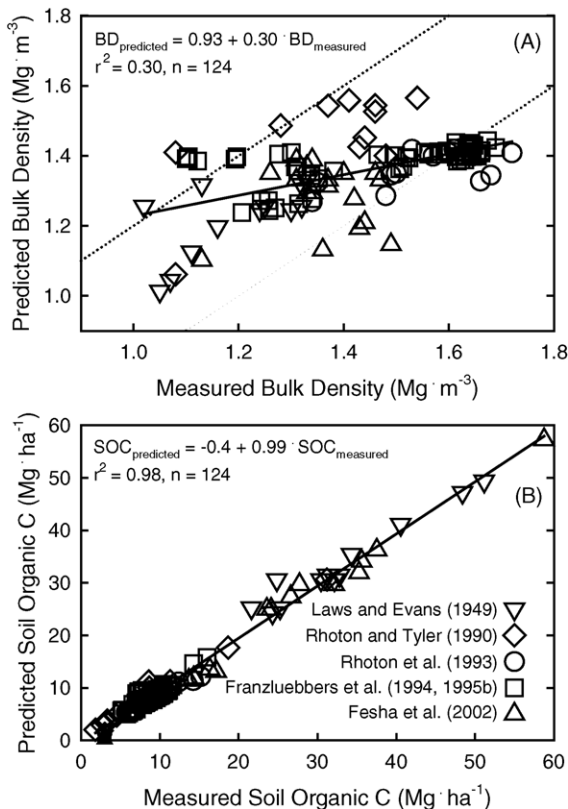 (A)
BD_predicted = 0.93 + 0.30 · BD_measured
r² = 0.30, n = 124
Predicted Bulk Density (Mg · m⁻³)
1.8
1.6
1.4
1.2
1.0
1.0 1.2 1.4 1.6 1.8
Measured Bulk Density (Mg · m⁻³)
(B)
SOC_predicted = -0.4 + 0.99 · SOC_measured
r² = 0.98, n = 124
Predicted Soil Organic C (Mg · ha⁻¹)
60
50
40
30
20
10
0
Laws and Evans (1949)
Rhoton and Tyler (1990)
Rhoton et al. (1993)
Franzluebbers et al. (1994, 1995b)
Fesha et al. (2002)
0 10 20 30 40 50 60
Measured Soil Organic C (Mg · ha⁻¹)